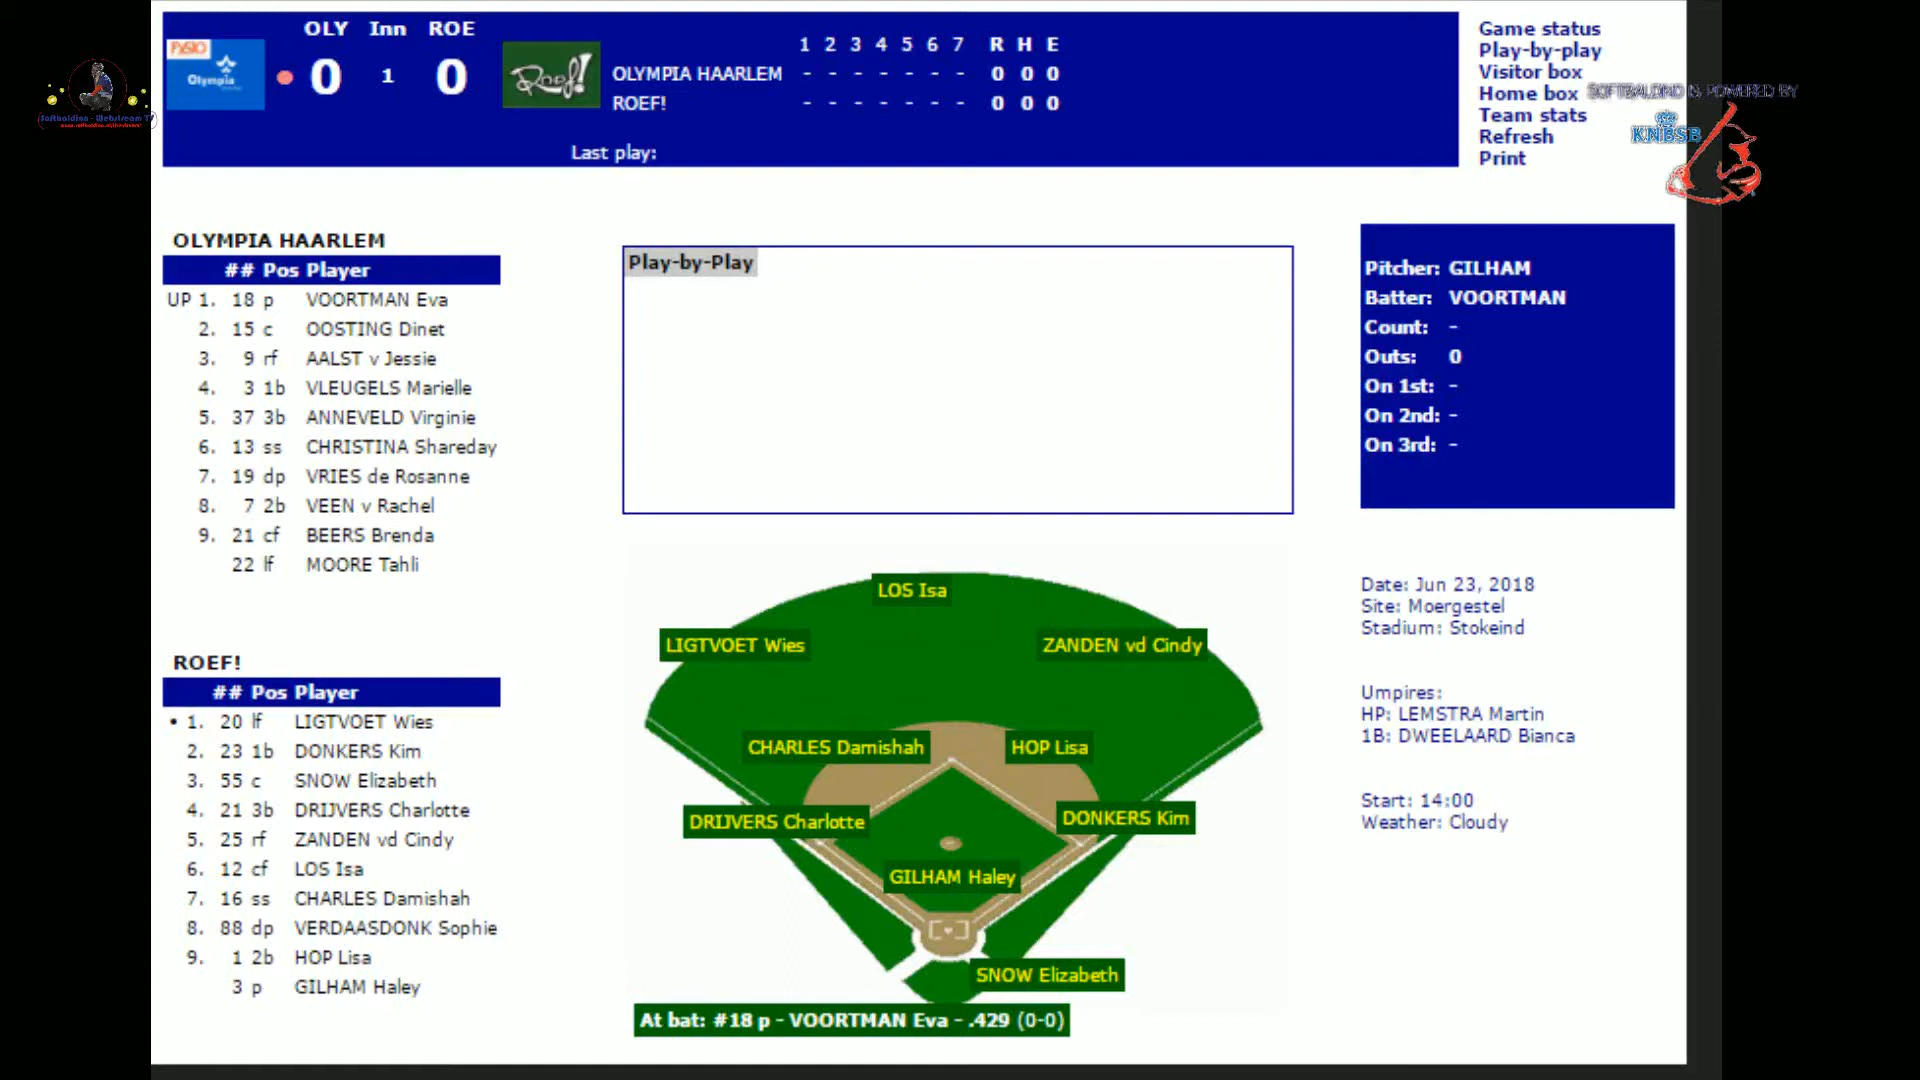 OLY Inn ROE
FYSIO
Olympia
0 1 0
Roef!
1 2 3 4 5 6 7 R H E
OLYMPIA HAARLEM - - - - - - - 0 0 0
ROEF! - - - - - - - 0 0 0
Last play:
Game status
Play-by-play
Visitor box
Home box
Team stats
Refresh
Print
SOFTBALDINO IS POWERED BY
KNBSB
Softbaldino - Webstream TV
OLYMPIA HAARLEM
## Pos Player
UP 1. 18 p VOORTMAN Eva
2. 15 c OOSTING Dinet
3. 9 rf AALST v Jessie
4. 3 1b VLEUGELS Marielle
5. 37 3b ANNEVELD Virginie
6. 13 ss CHRISTINA Shareday
7. 19 dp VRIES de Rosanne
8. 7 2b VEEN v Rachel
9. 21 cf BEERS Brenda
22 lf MOORE Tahli
ROEF!
## Pos Player
• 1. 20 lf LIGTVOET Wies
2. 23 1b DONKERS Kim
3. 55 c SNOW Elizabeth
4. 21 3b DRIJVERS Charlotte
5. 25 rf ZANDEN vd Cindy
6. 12 cf LOS Isa
7. 16 ss CHARLES Damishah
8. 88 dp VERDAASDONK Sophie
9. 1 2b HOP Lisa
3 p GILHAM Haley
Play-by-Play
LOS Isa
LIGTVOET Wies
ZANDEN vd Cindy
CHARLES Damishah
HOP Lisa
DRIJVERS Charlotte
DONKERS Kim
GILHAM Haley
SNOW Elizabeth
At bat: #18 p - VOORTMAN Eva - .429 (0-0)
Pitcher: GILHAM
Batter: VOORTMAN
Count: -
Outs: 0
On 1st: -
On 2nd: -
On 3rd: -
Date: Jun 23, 2018
Site: Moergestel
Stadium: Stokeind
Umpires:
HP: LEMSTRA Martin
1B: DWEELAARD Bianca
Start: 14:00
Weather: Cloudy